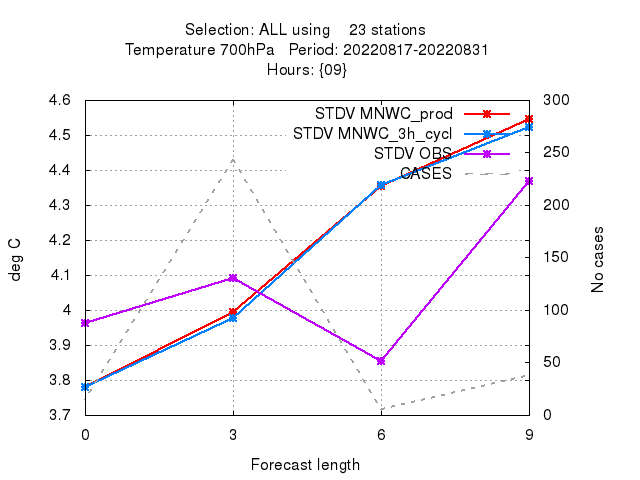 Selection: ALL using    23 stations
Temperature 700hPa   Period: 20220817-20220831
Hours: {09}
4.6
4.5
4.4
4.3
4.2
4.1
4
3.9
3.8
3.7
deg C
STDV MNWC_prod
STDV MNWC_3h_cycl
STDV OBS
CASES
300
250
200
150
100
50
0
No cases
0 3 6 9
Forecast length